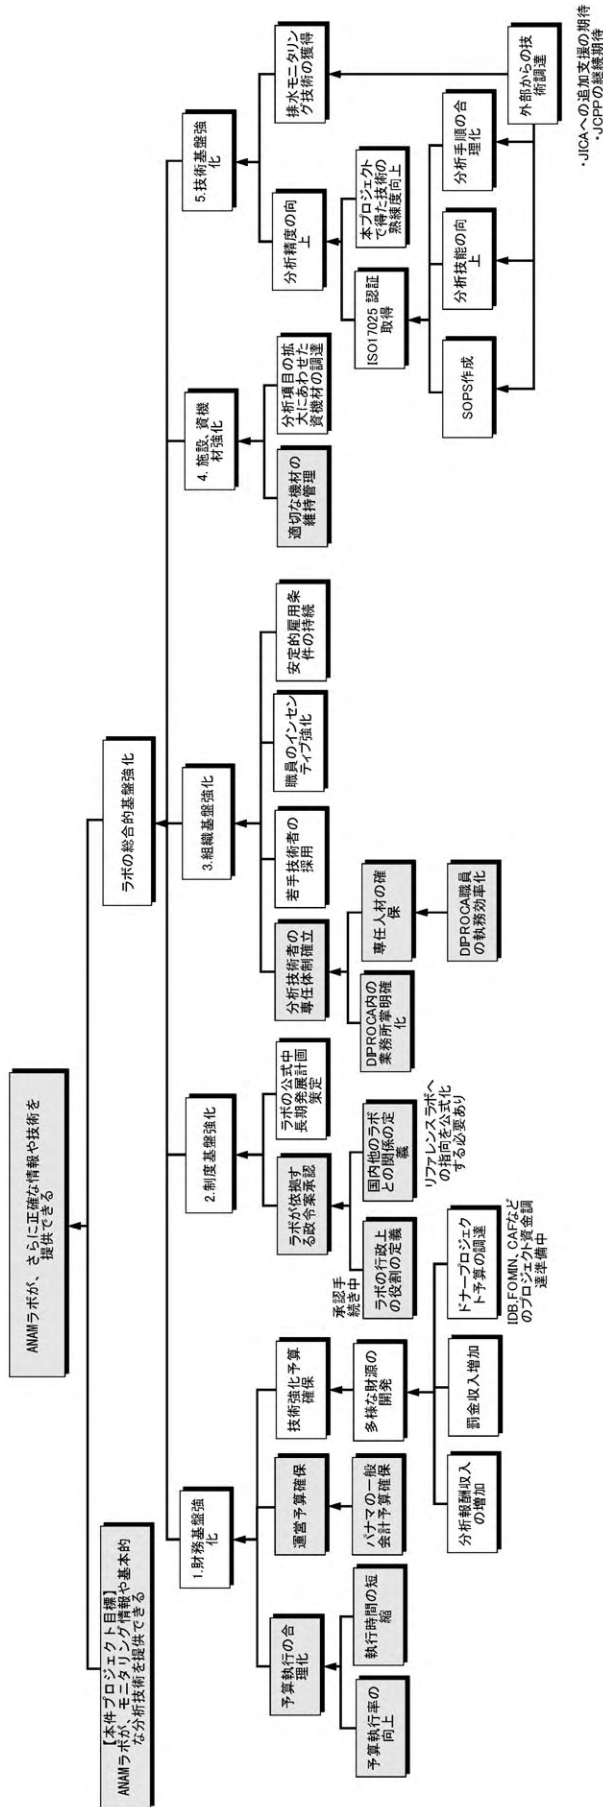 ANAMラボが、さらに正確な情報や技術を
提供できる
【本件プロジェクト目標】
ANAMラボが、モニタリング情報や基本的
な分析技術を提供できる
ラボの総合的基盤強化
1.財務基盤強
化
2.制度基盤強化
3.組織基盤強化
4. 施設、資機
材強化
5.技術基盤強
化
予算執行の合
理化
運営予算確保
技術強化予算
確保
ラボが依拠す
る政令案承認
ラボの公式中
長期発展計画
策定
分析技術者の
専任体制確立
若手技術者の
採用
職員のインセン
ティブ強化
安定的雇用条
件の持続
適切な機材の
維持管理
分析項目の拡
大にあわせた
資機材の調達
分析精度の向
上
排水モニタリン
グ技術の獲得
予算執行率の
向上
執行時間の短
縮
パナマの一般
会計予算確保
多様な財源の
開発
承認手
続き中
ラボの行政上
の役割の定義
国内他のラボ
との関係の定
義
リファレンスラボへ
の指向を公式化
する必要あり
DIPROCA内の
業務所掌明確
化
専任人材の確
保
ISO17025 認証
取得
本プロジェクト
で得た技術の
熟練度向上
分析報酬収入
の増加
罰金収入増加
ドナープロジェク
ト予算の調達
IDB,FOMIN,CAFなど
のプロジェクト資金調
達準備中
DIPROCA職員
の執務効率化
SOPS作成
分析技能の向
上
分析手順の合
理化
外部からの技
術調達
・JICAへの追加支援の期待
・JCPPの継続期待